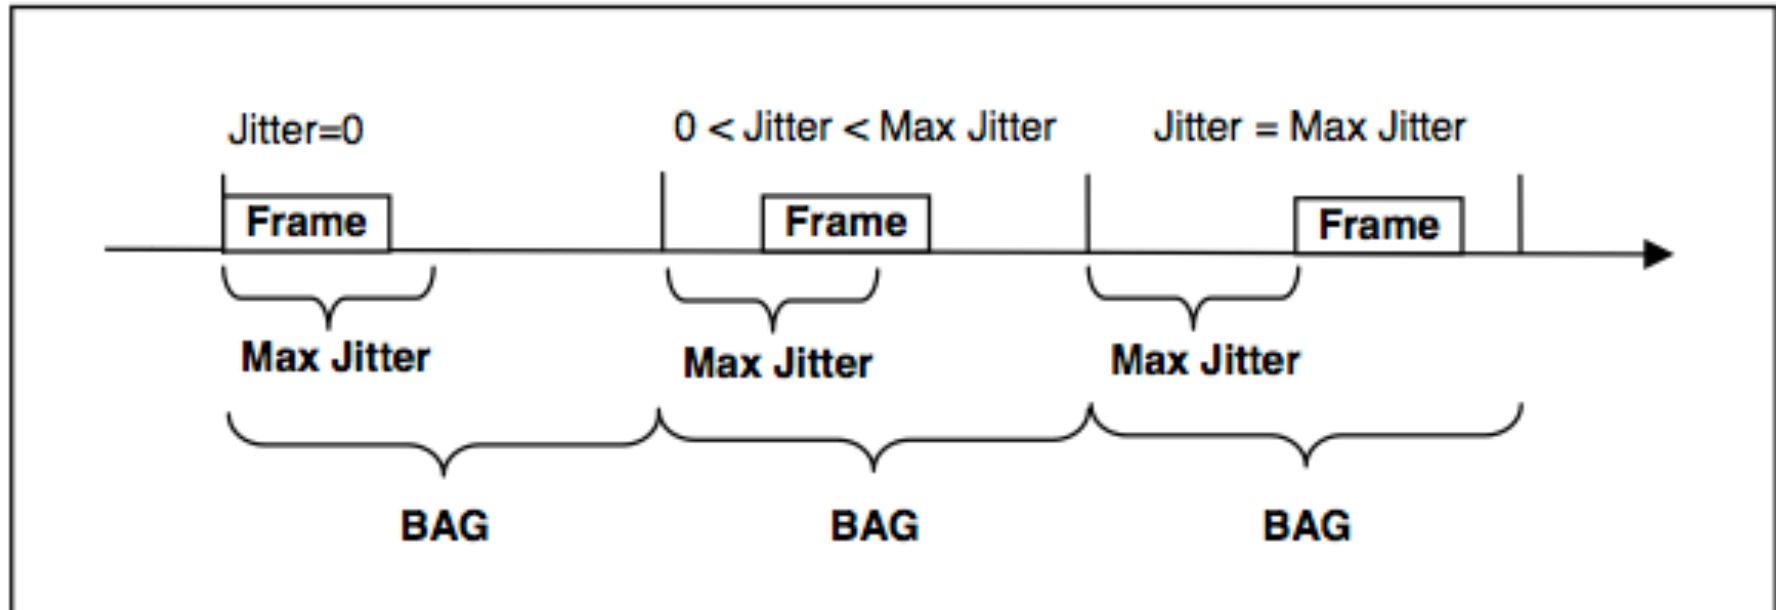 Jitter=0
0 < Jitter < Max Jitter
Jitter = Max Jitter
Frame
Frame
Frame
Max Jitter
Max Jitter
Max Jitter
BAG
BAG
BAG